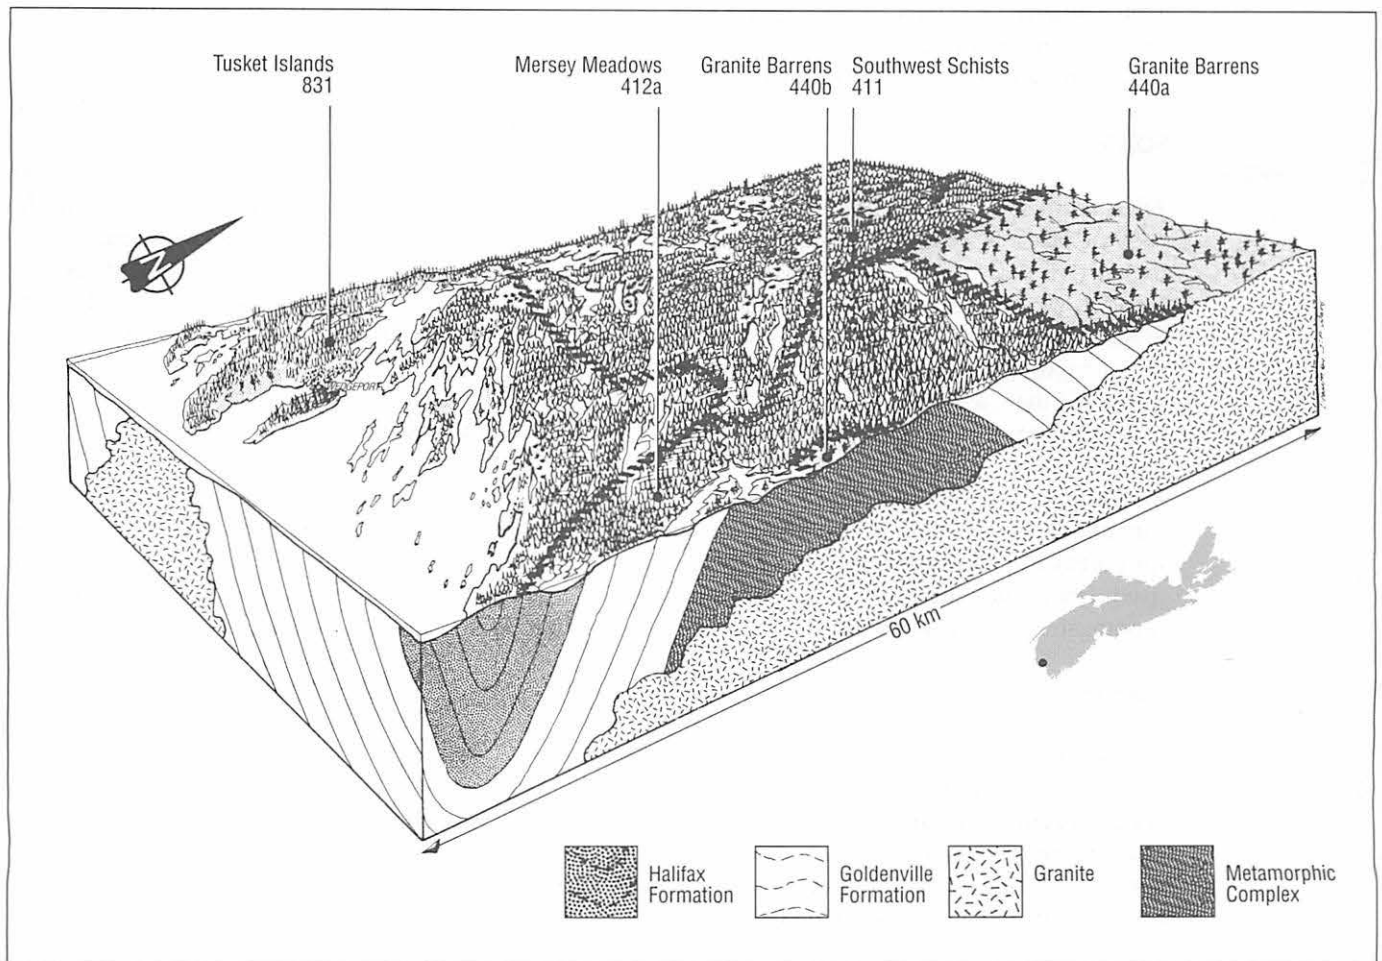 Tusket Islands
831
Mersey Meadows
412a
Granite Barrens
440b
Southwest Schists
411
Granite Barrens
440a
N
60 km
Halifax
Formation
Goldenville
Formation
Granite
Metamorphic
Complex